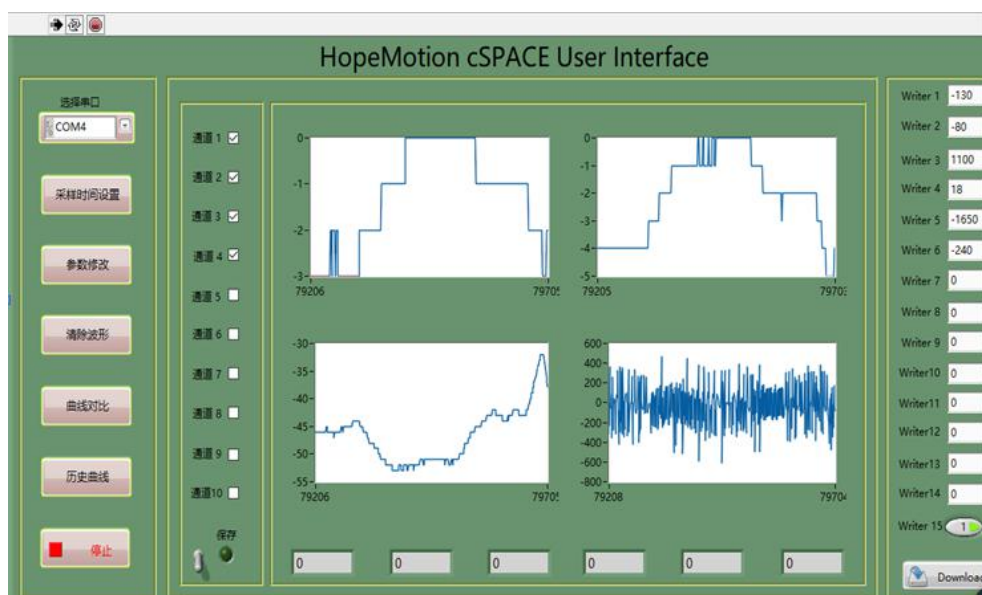 HopeMotion cSPACE User Interface
选择串口
COM4
采样时间设置
参数修改
清除波形
曲线对比
历史曲线
停止
通道 1
通道 2
通道 3
通道 4
通道 5
通道 6
通道 7
通道 8
通道 9
通道10
保存
0
-1
-2
-3
79206
79705
0
-1
-2
-3
-4
-5
79205
79703
-30
-35
-40
-45
-50
-55
79206
79705
600
400
200
0
-200
-400
-600
-800
79208
79704
0
0
0
0
0
0
Writer 1 -130
Writer 2 -80
Writer 3 1100
Writer 4 18
Writer 5 -1650
Writer 6 -240
Writer 7 0
Writer 8 0
Writer 9 0
Writer10 0
Writer11 0
Writer12 0
Writer13 0
Writer14 0
Writer 15 1
Download